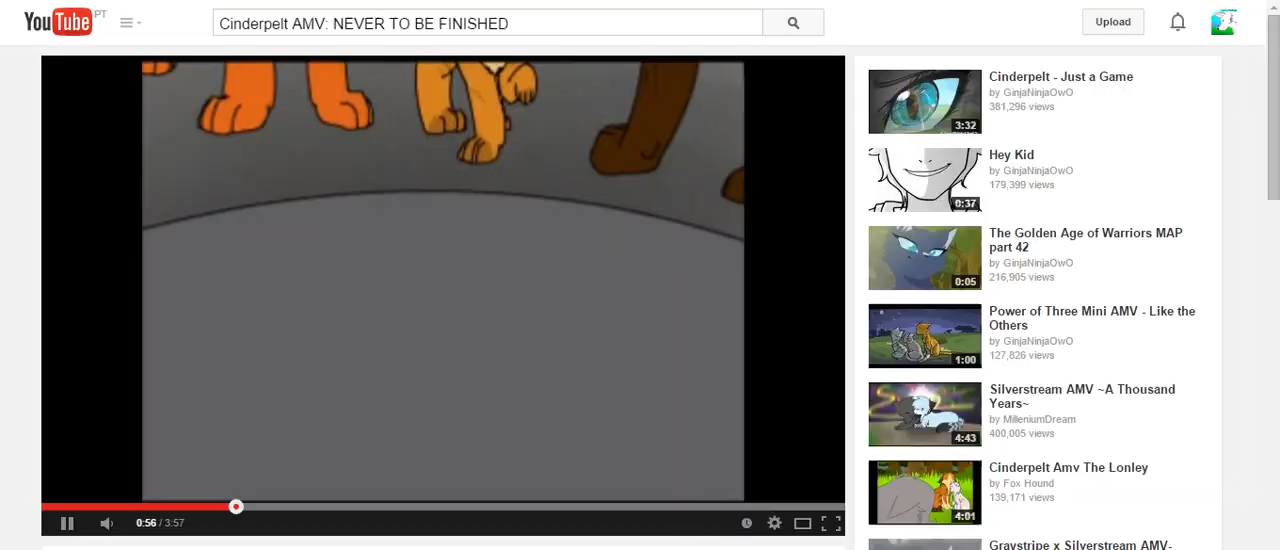 YouTube PT
Cinderpelt AMV: NEVER TO BE FINISHED
Upload
Cinderpelt - Just a Game
by GinjaNinjaOwO
381,296 views
3:32
Hey Kid
by GinjaNinjaOwO
179,399 views
0:37
The Golden Age of Warriors MAP
part 42
by GinjaNinjaOwO
216,905 views
0:05
Power of Three Mini AMV - Like the
Others
by GinjaNinjaOwO
127,826 views
1:00
Silverstream AMV ~A Thousand
Years~
by MilleniumDream
400,005 views
4:43
Cinderpelt Amv The Lonley
by Fox Hound
139,171 views
4:01
Graystripe x Silverstream AMV-
0:56 / 3:57